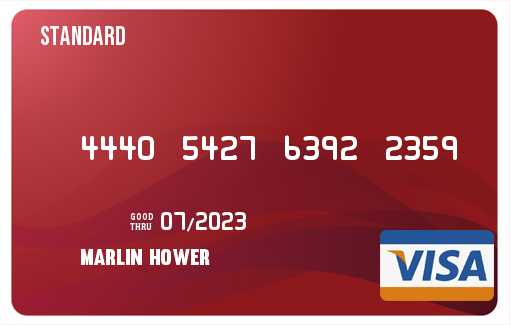 STANDARD
4440 5427 6392 2359
GOOD THRU 07/2023
MARLIN HOWER
VISA